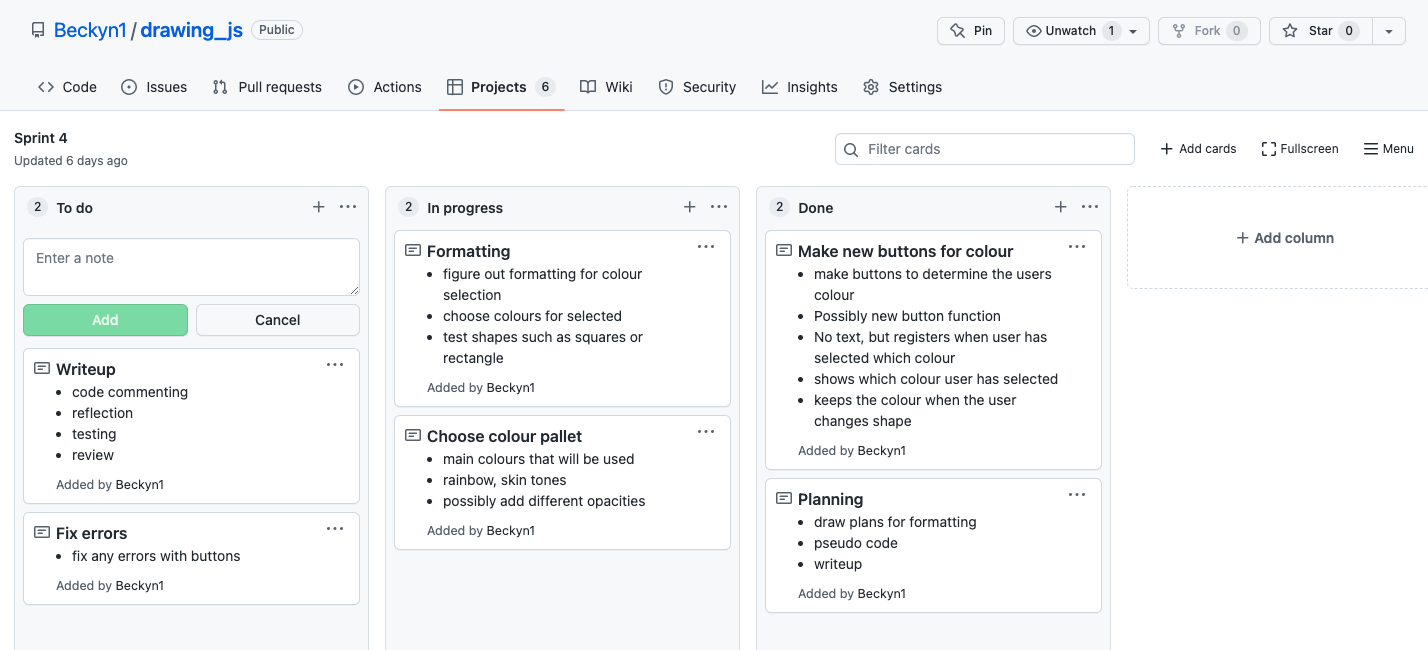 Beckyn1 / drawing_js Public
Pin
Unwatch 1
Fork 0
Star 0
Code
Issues
Pull requests
Actions
Projects 6
Wiki
Security
Insights
Settings
Sprint 4
Updated 6 days ago
Filter cards
Add cards
Fullscreen
Menu
2 To do
Enter a note
Add
Cancel
Writeup
code commenting
reflection
testing
review
Added by Beckyn1
Fix errors
fix any errors with buttons
Added by Beckyn1
2 In progress
Formatting
figure out formatting for colour
selection
choose colours for selected
test shapes such as squares or
rectangle
Added by Beckyn1
Choose colour pallet
main colours that will be used
rainbow, skin tones
possibly add different opacities
Added by Beckyn1
2 Done
Make new buttons for colour
make buttons to determine the users
colour
Possibly new button function
No text, but registers when user has
selected which colour
shows which colour user has selected
keeps the colour when the user
changes shape
Added by Beckyn1
Planning
draw plans for formatting
pseudo code
writeup
Added by Beckyn1
Add column